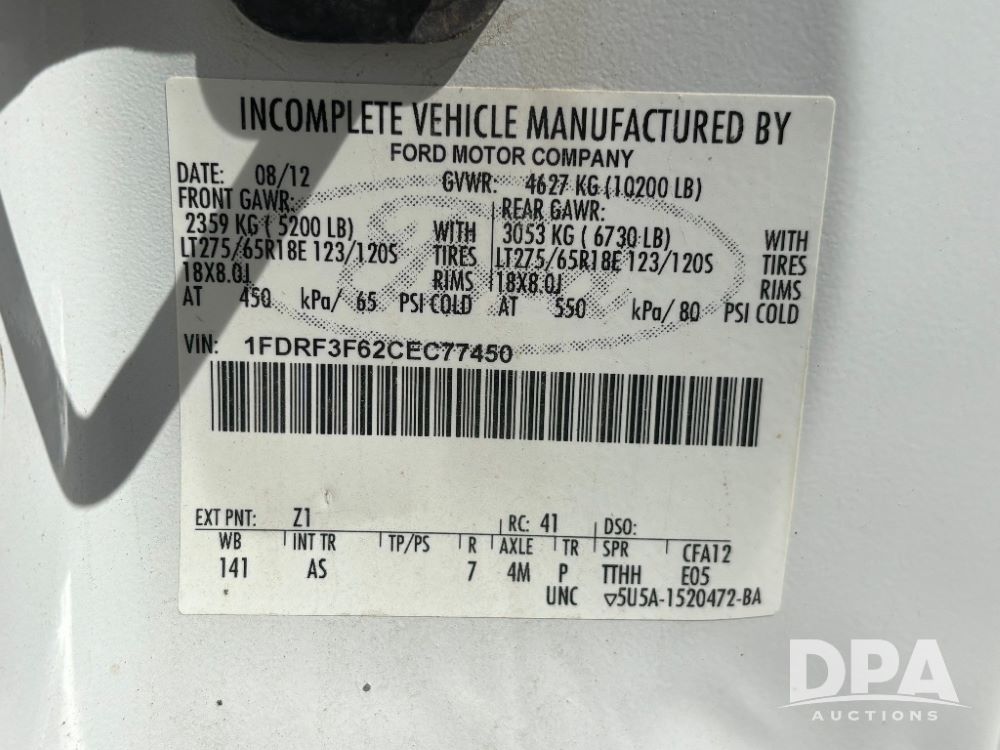 INCOMPLETE VEHICLE MANUFACTURED BY
FORD MOTOR COMPANY
DATE: 08/12 GVWR: 4627 KG (10200 LB)
FRONT GAWR: REAR GAWR:
2359 KG ( 5200 LB) WITH 3053 KG ( 6730 LB) WITH
LT275/65R18E 123/120S TIRES LT275/65R18E 123/120S TIRES
18X8.0J RIMS 18X8.0J RIMS
AT 450 kPa/ 65 PSI COLD AT 550 kPa/ 80 PSI COLD
VIN: 1FDRF3F62CEC77450
EXT PNT: Z1 RC: 41 DSO:
WB INT TR TP/PS R AXLE TR SPR CFA12
141 AS 7 4M P TTHH E05
UNC ▽5U5A-1520472-BA
DPA
AUCTIONS